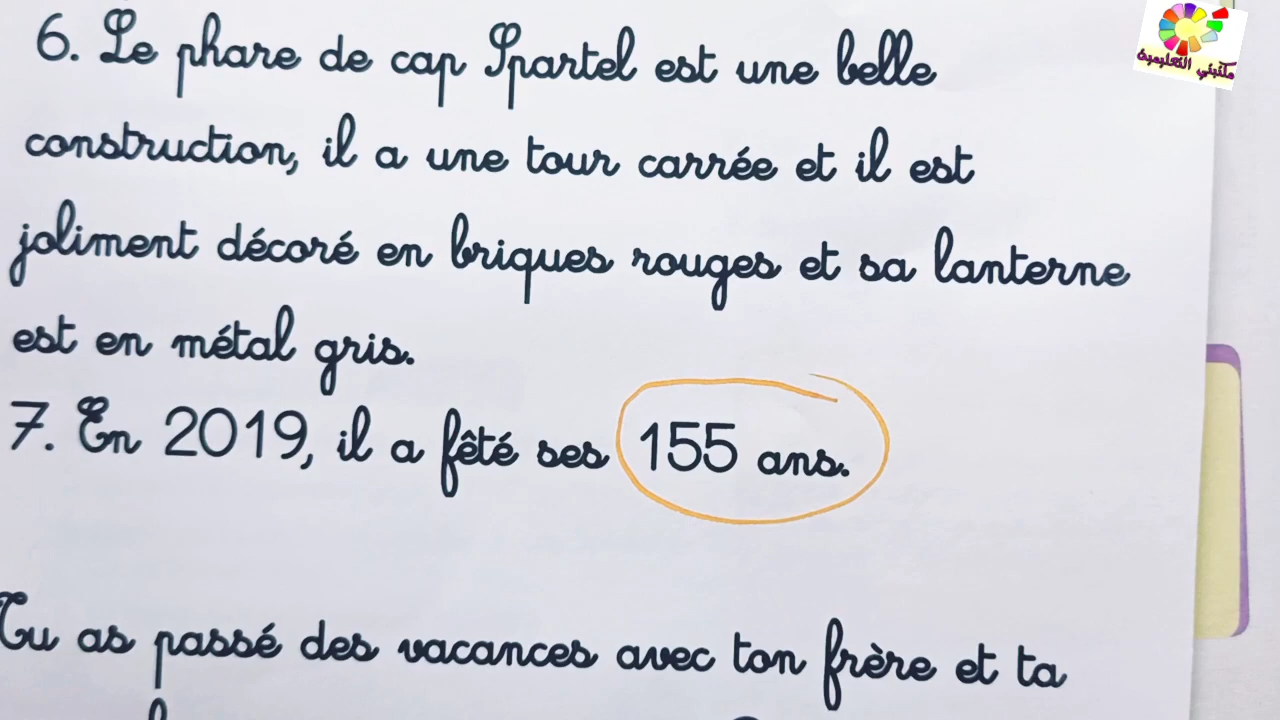 مكتبتي التعليمية
6. Le phare de cap Spartel est une belle
construction, il a une tour carrée et il est
joliment décoré en briques rouges et sa lanterne
est en métal gris.
7. En 2019, il a fêté ses 155 ans.
Tu as passé des vacances avec ton frère et ta